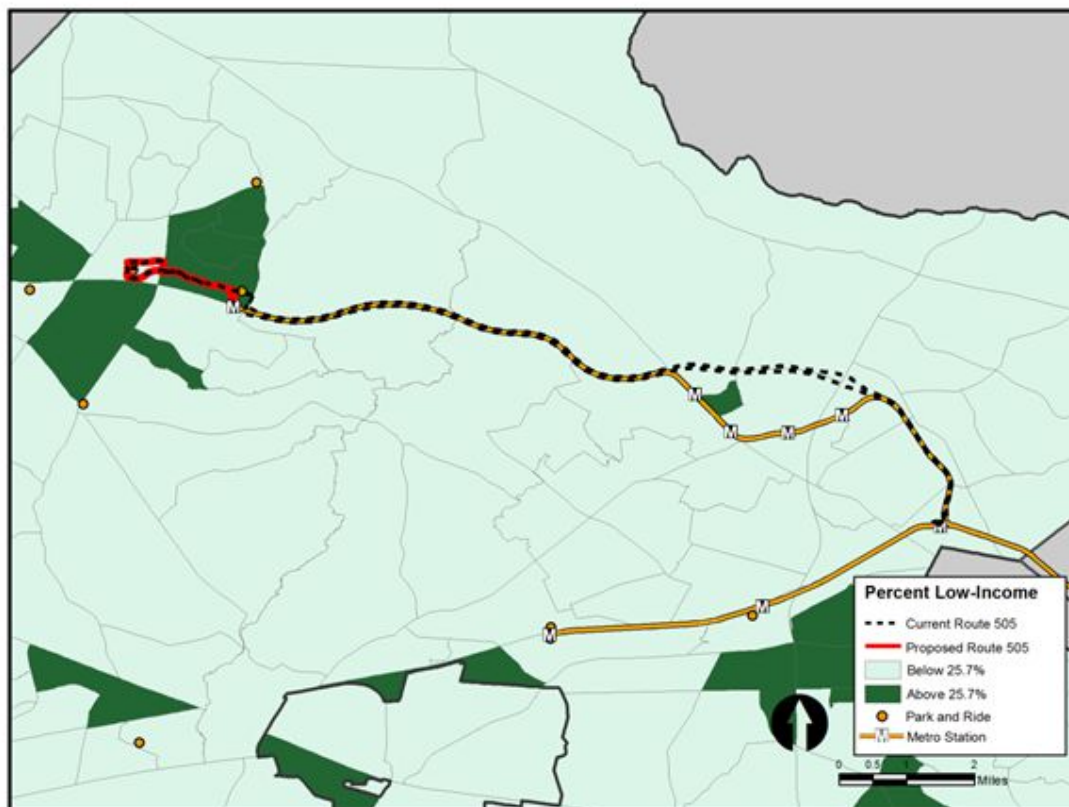 M
M
M
M
M
M
M
M
Percent Low-Income
Current Route 505
Proposed Route 505
Below 25.7%
Above 25.7%
Park and Ride
M Metro Station
0 0.5 1 2
Miles